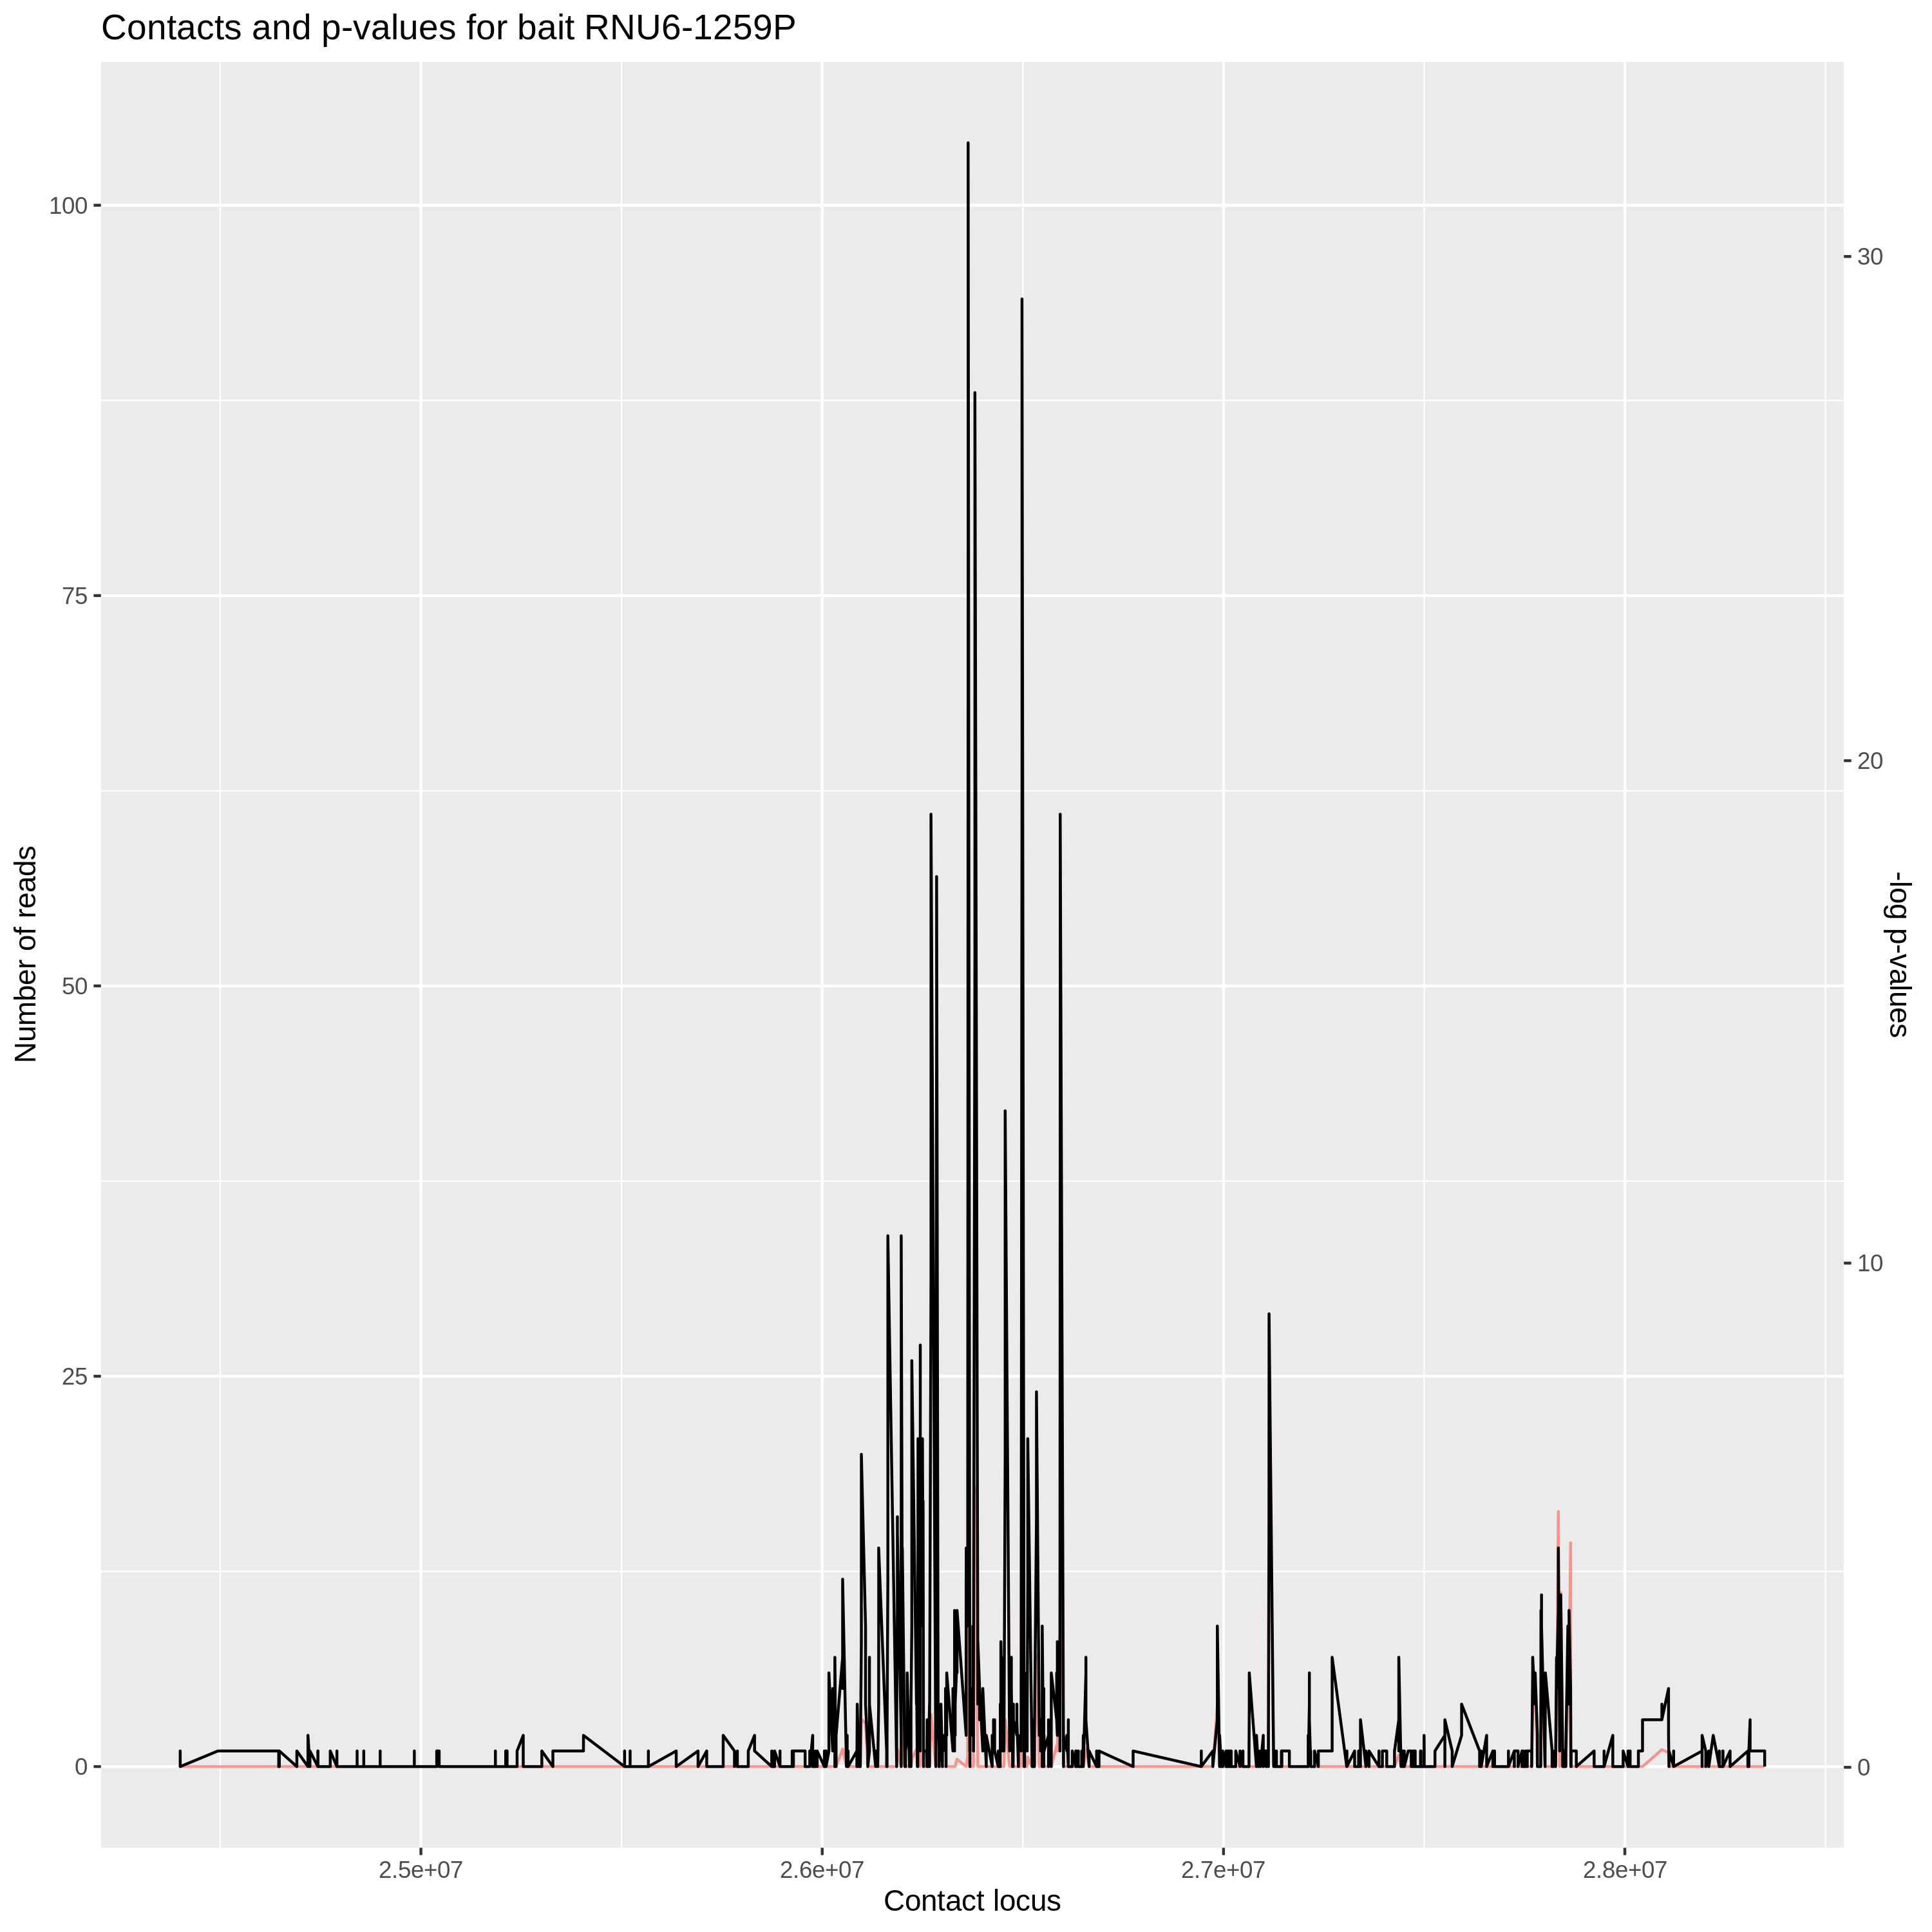 Contacts and p-values for bait RNU6-1259P
100
75
50
25
0
30
20
10
0
Number of reads
-log p-values
2.5e+07
2.6e+07
2.7e+07
2.8e+07
Contact locus